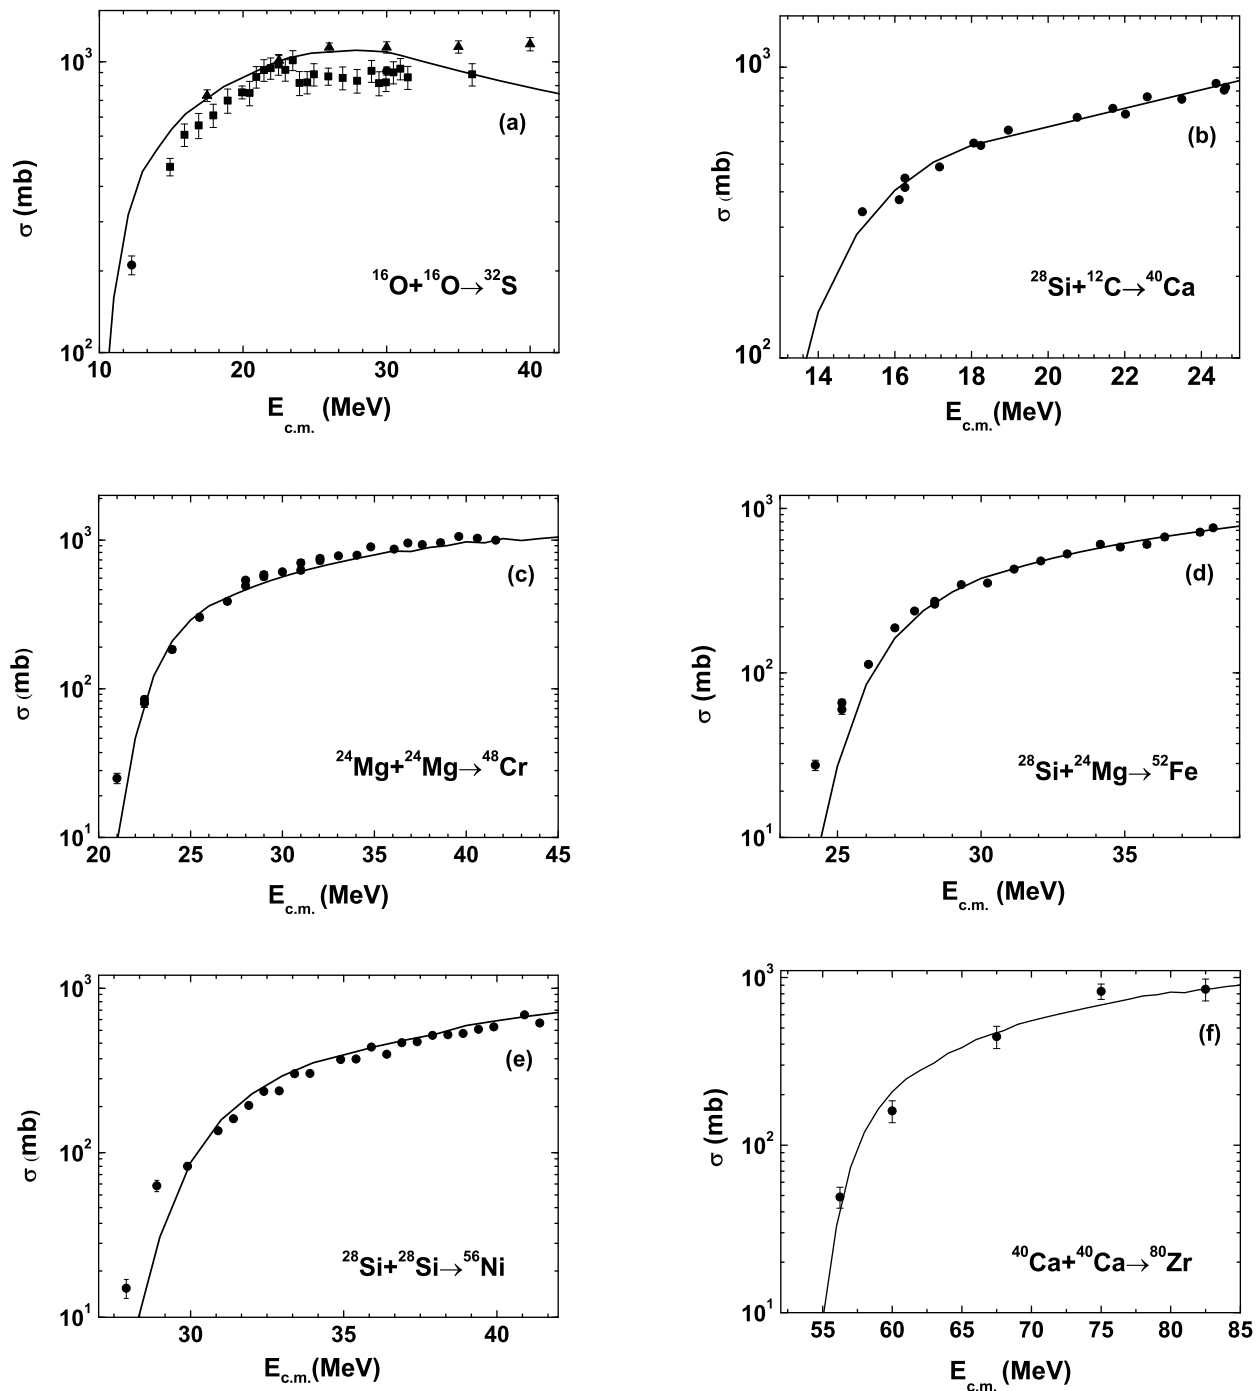 10³
(a)
σ (mb)
¹⁶O+¹⁶O→³²S
10²
10 20 30 40
E_c.m. (MeV)
10³
(b)
σ (mb)
²⁸Si+¹²C→⁴⁰Ca
10²
14 16 18 20 22 24
E_c.m.(MeV)
10³
(c)
σ (mb)
10²
²⁴Mg+²⁴Mg→⁴⁸Cr
10¹
20 25 30 35 40 45
E_c.m. (MeV)
10³
(d)
σ (mb)
10²
²⁸Si+²⁴Mg→⁵²Fe
10¹
25 30 35
E_c.m. (MeV)
10³
(e)
σ (mb)
10²
²⁸Si+²⁸Si→⁵⁶Ni
10¹
30 35 40
E_c.m.(MeV)
10³
(f)
σ (mb)
10²
⁴⁰Ca+⁴⁰Ca→⁸⁰Zr
10¹
55 60 65 70 75 80 85
E_c.m. (MeV)